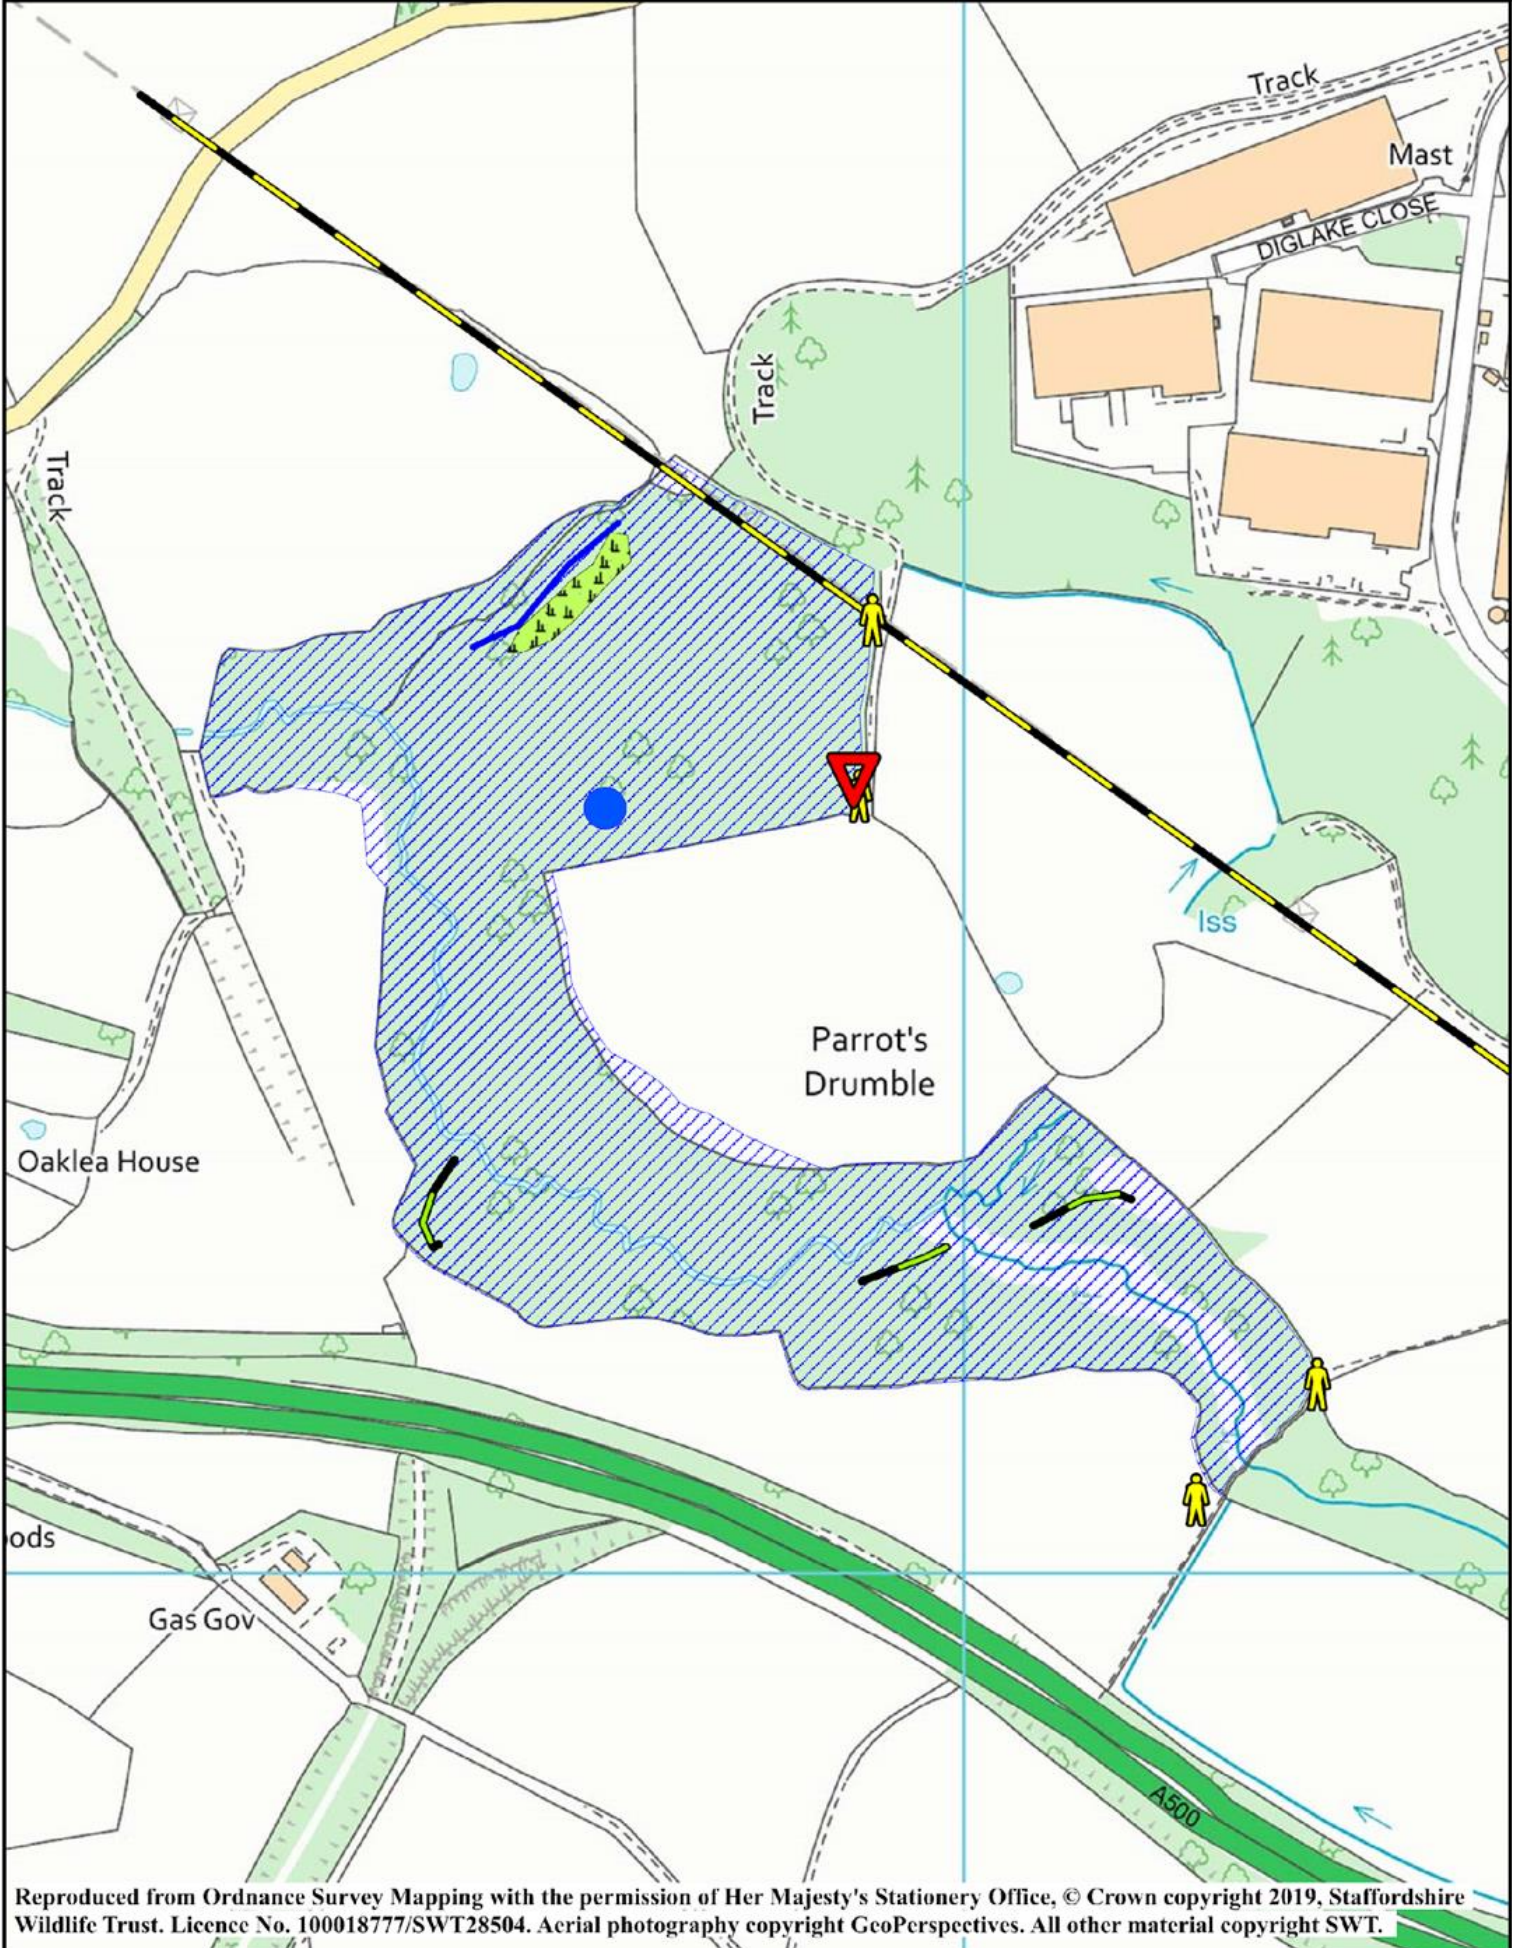 Track
Mast
DIGLAKE CLOSE
Track
Track
Iss
Parrot's
Drumble
Oaklea House
ods
Gas Gov
A500
Reproduced from Ordnance Survey Mapping with the permission of Her Majesty's Stationery Office, © Crown copyright 2019, Staffordshire
Wildlife Trust. Licence No. 100018777/SWT28504. Aerial photography copyright GeoPerspectives. All other material copyright SWT.